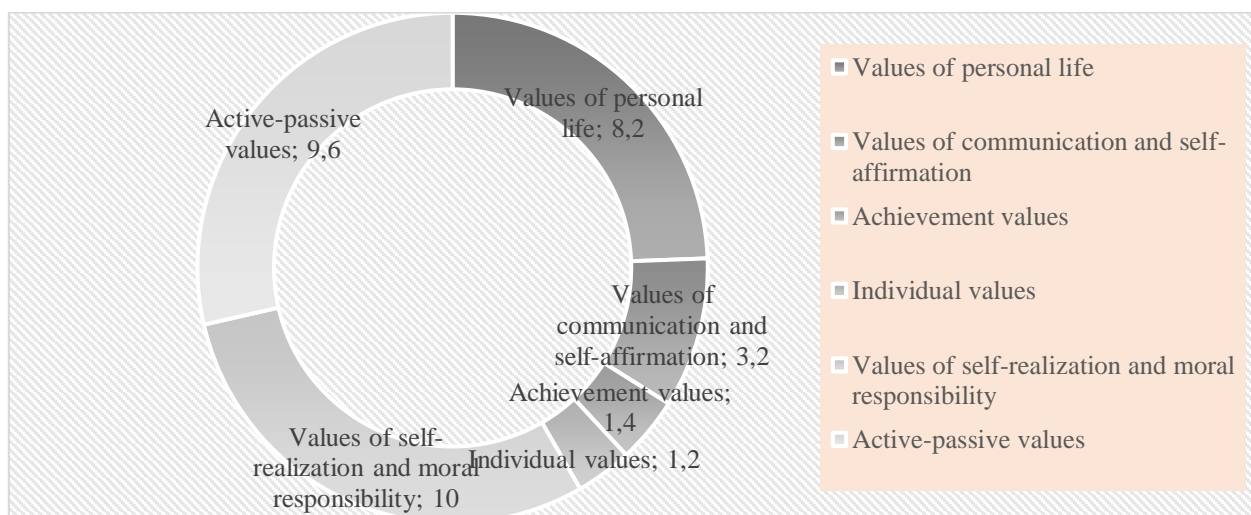 Values of personal
life; 8,2
Values of
communication and
self-affirmation; 3,2
Achievement values;
1,4
Individual values; 1,2
Values of self-
realization and moral
responsibility; 10
Active-passive
values; 9,6
Values of personal life
Values of communication and self-
affirmation
Achievement values
Individual values
Values of self-realization and moral
responsibility
Active-passive values